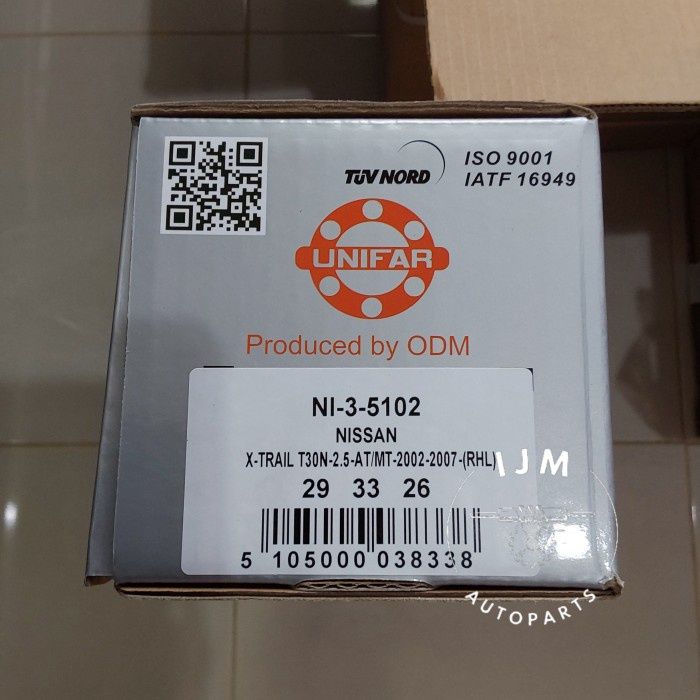 TÜV NORD
ISO 9001
IATF 16949
UNIFAR
Produced by ODM
NI-3-5102
NISSAN
X-TRAIL T30N-2.5-AT/MT-2002-2007-(RHL)
29 33 26
5 105000 038338
IJM
AUTOPARTS